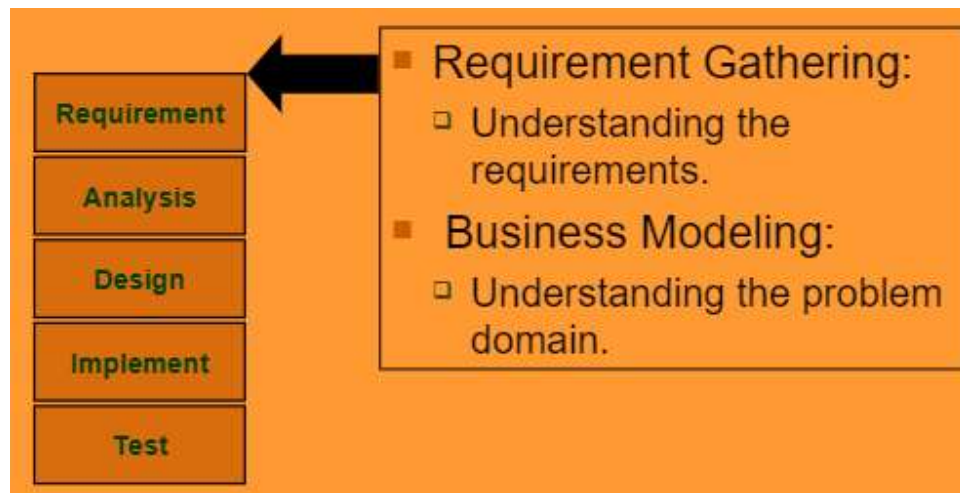 Requirement
Analysis
Design
Implement
Test
Requirement Gathering:
Understanding the
requirements.
Business Modeling:
Understanding the problem
domain.